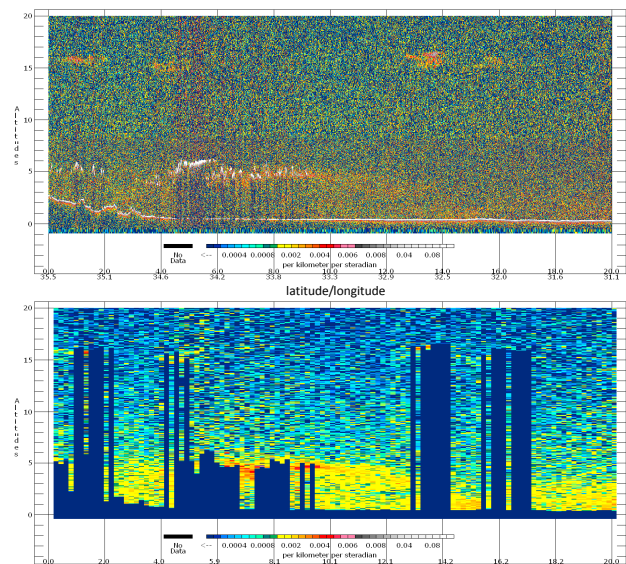 20
15
10
5
0
Altitudes
No Data
<-- 0.0004 0.0008 0.002 0.004 0.006 0.008 0.04 0.08
per kilometer per steradian
0.0 2.0 4.0 6.0 8.0 10.0 12.0 14.0 16.0 18.0 20.0
35.5 35.1 34.6 34.2 33.8 33.3 32.9 32.5 32.0 31.6 31.1
latitude/longitude
20
15
10
5
0
Altitudes
No Data
<-- 0.0004 0.0008 0.002 0.004 0.006 0.008 0.04 0.08
per kilometer per steradian
0.0 2.0 4.0 5.9 8.1 10.1 12.1 14.2 16.2 18.0 20.0